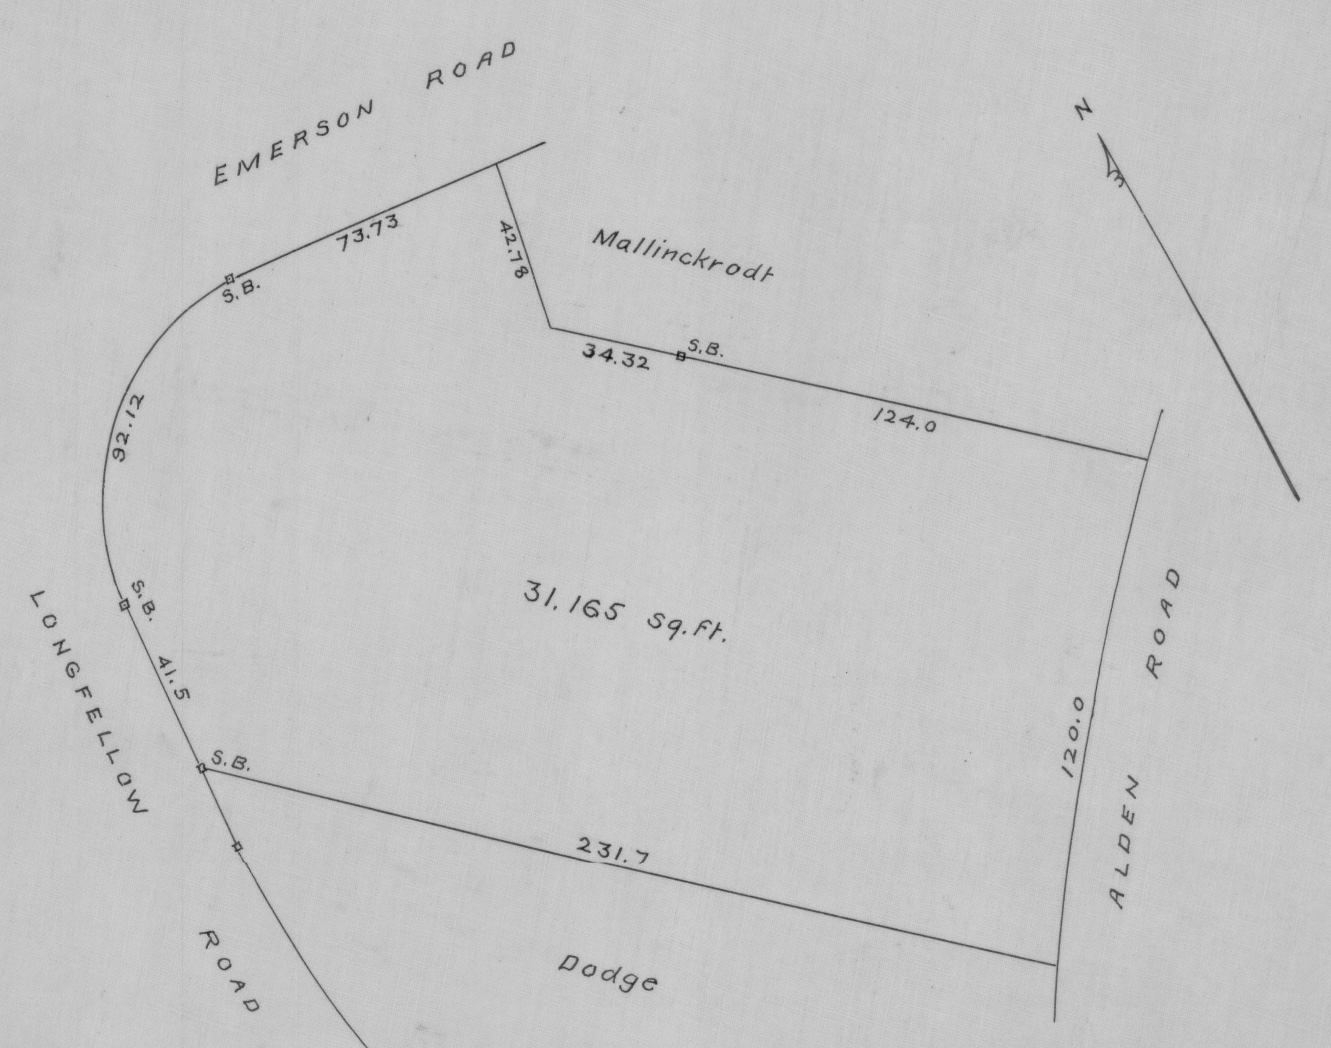 EMERSON ROAD
N
73.73
42.78
Mallinckrodt
S.B.
34.32
S.B.
124.0
92.12
31.165 Sq.ft.
S.B.
41.5
LONGFELLOW ROAD
S.B.
120.0
ALDEN ROAD
231.7
Dodge